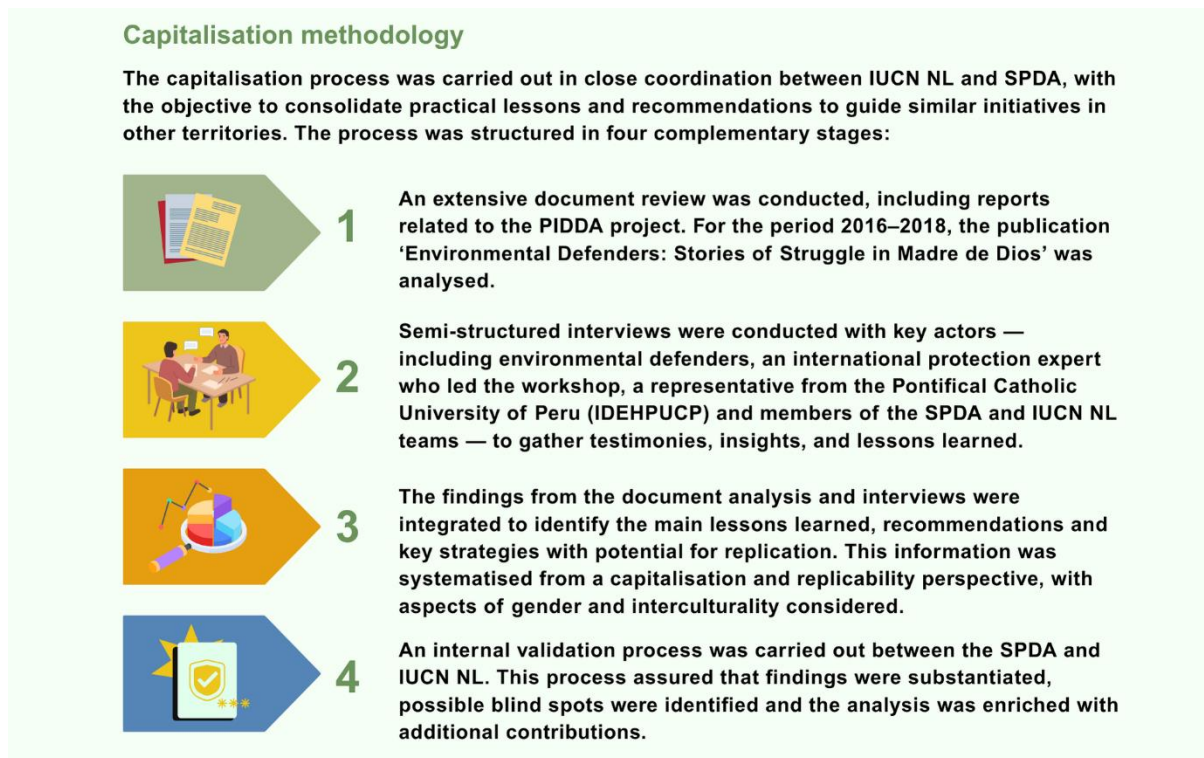 Capitalisation methodology
The capitalisation process was carried out in close coordination between IUCN NL and SPDA, with
the objective to consolidate practical lessons and recommendations to guide similar initiatives in
other territories. The process was structured in four complementary stages:
1
An extensive document review was conducted, including reports
related to the PIDDA project. For the period 2016–2018, the publication
‘Environmental Defenders: Stories of Struggle in Madre de Dios’ was
analysed.
2
Semi-structured interviews were conducted with key actors —
including environmental defenders, an international protection expert
who led the workshop, a representative from the Pontifical Catholic
University of Peru (IDEHPUCP) and members of the SPDA and IUCN NL
teams — to gather testimonies, insights, and lessons learned.
3
The findings from the document analysis and interviews were
integrated to identify the main lessons learned, recommendations and
key strategies with potential for replication. This information was
systematised from a capitalisation and replicability perspective, with
aspects of gender and interculturality considered.
4
An internal validation process was carried out between the SPDA and
IUCN NL. This process assured that findings were substantiated,
possible blind spots were identified and the analysis was enriched with
additional contributions.